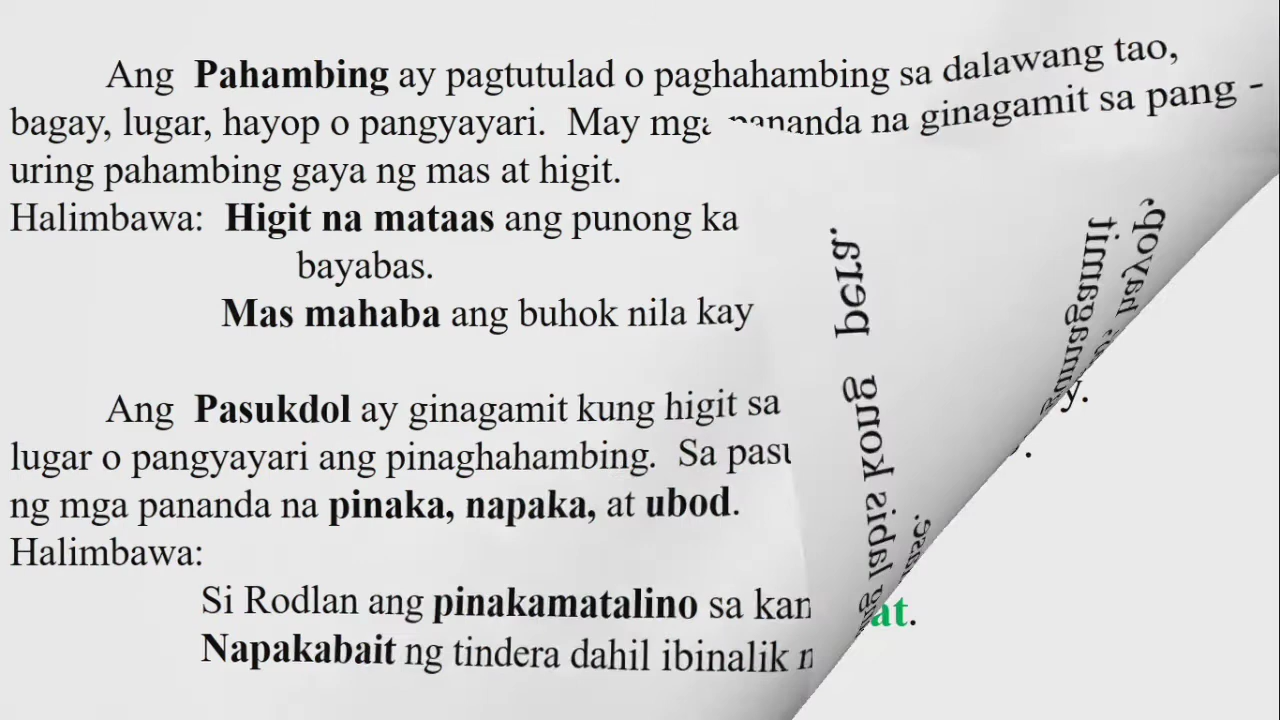 Ang Pahambing ay pagtutulad o paghahambing sa dalawang tao,
bagay, lugar, hayop o pangyayari. May mga pananda na ginagamit sa pang -
uring pahambing gaya ng mas at higit.
Halimbawa: Higit na mataas ang punong
bayabas.
Mas mahaba ang buhok nila kay
Ang Pasukdol ay ginagamit kung higit sa
lugar o pangyayari ang pinaghahambing. Sa
ng mga pananda na pinaka, napaka, at ubod.
Halimbawa:
Si Rodlan ang pinakamatalino sa
Napakabait ng tindera dahil ibinalik
labis kong pera.